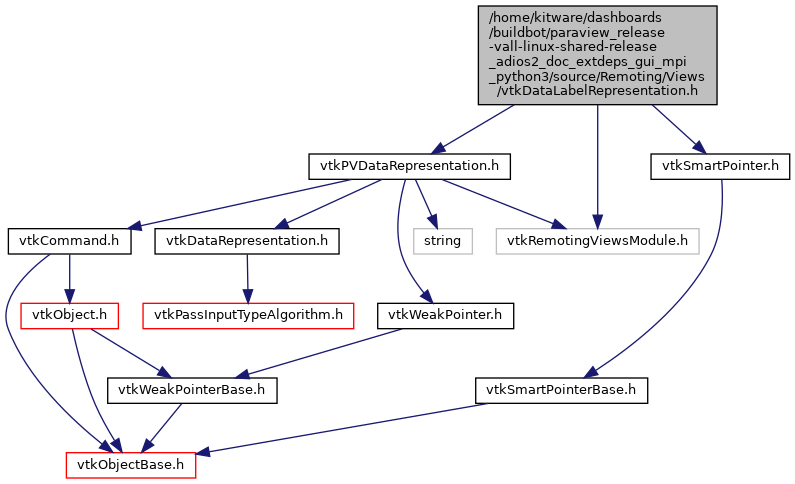 /home/kitware/dashboards
/buildbot/paraview_release
-vall-linux-shared-release
_adios2_doc_extdeps_gui_mpi
_python3/source/Remoting/Views
/vtkDataLabelRepresentation.h
vtkPVDataRepresentation.h
vtkSmartPointer.h
vtkCommand.h
vtkDataRepresentation.h
string
vtkRemotingViewsModule.h
vtkObject.h
vtkPassInputTypeAlgorithm.h
vtkWeakPointer.h
vtkWeakPointerBase.h
vtkSmartPointerBase.h
vtkObjectBase.h